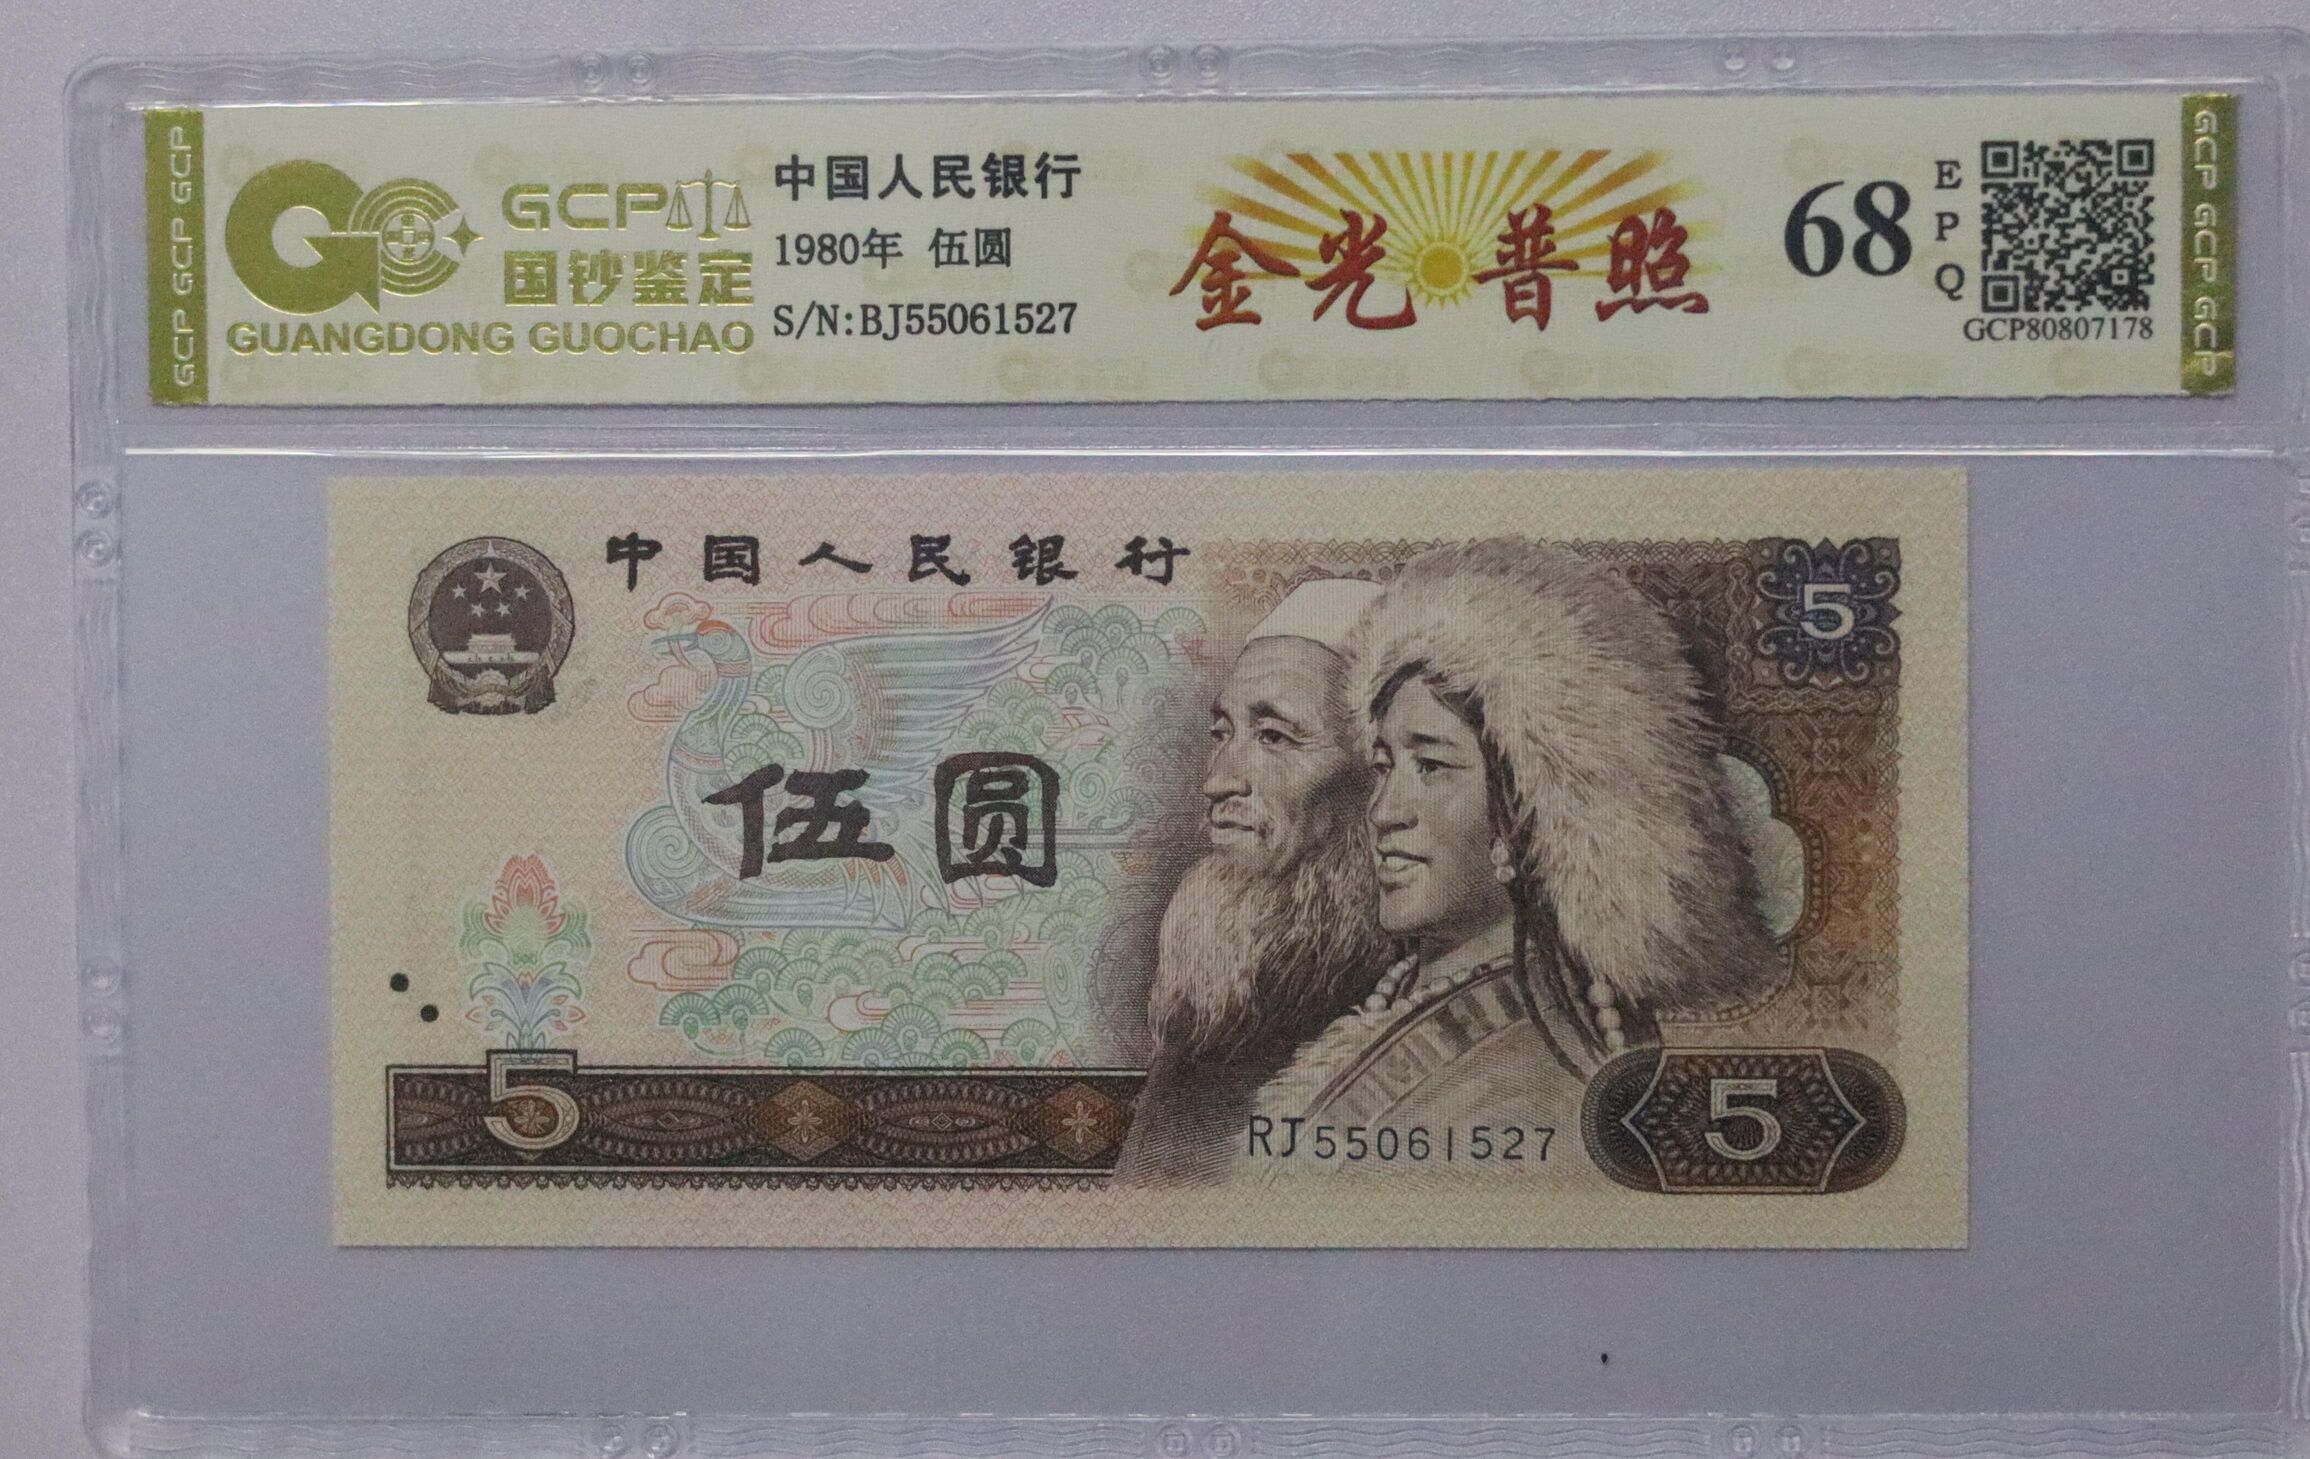 GCP GCP GCP
GCP
国钞鉴定
GUANGDONG GUOCHAO
中国人民银行
1980年 伍圆
S/N:BJ55061527
金光普照
68
EPQ
GCP80807178
GCP GCP GCP
中国人民银行
5
伍圆
5
RJ55061527
5